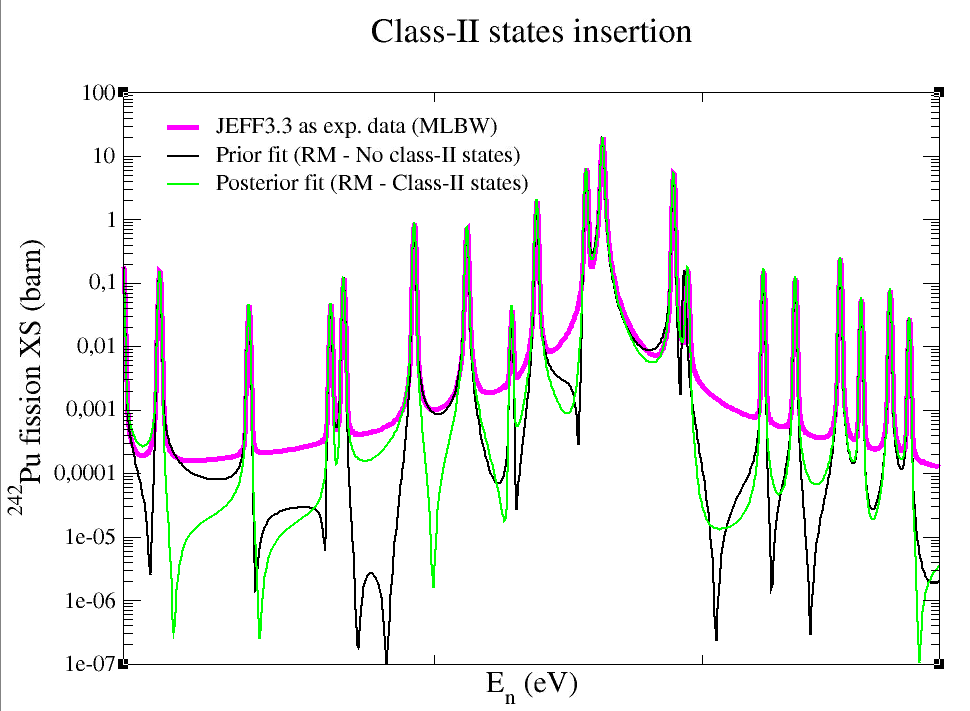 Class-II states insertion
100
10
1
0.1
0,01
0,001
0,0001
1e-05
1e-06
1e-07
JEFF3.3 as exp. data (MLBW)
Prior fit (RM - No class-II states)
Posterior fit (RM - Class-II states)
²⁴²Pu fission XS (barn)
Eₙ (eV)